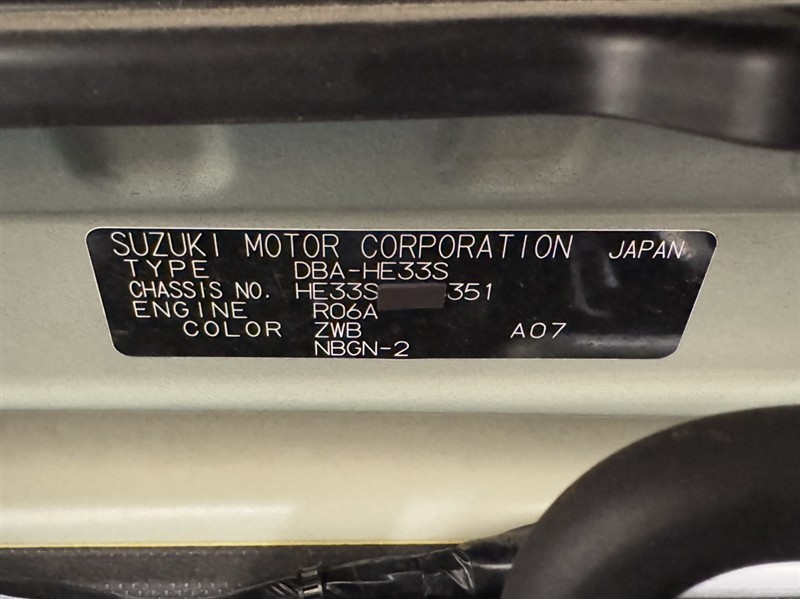 SUZUKI MOTOR CORPORATION JAPAN
TYPE DBA-HE33S
CHASSIS NO. HE33S 351
ENGINE R06A
COLOR ZWB A07
NBGN-2